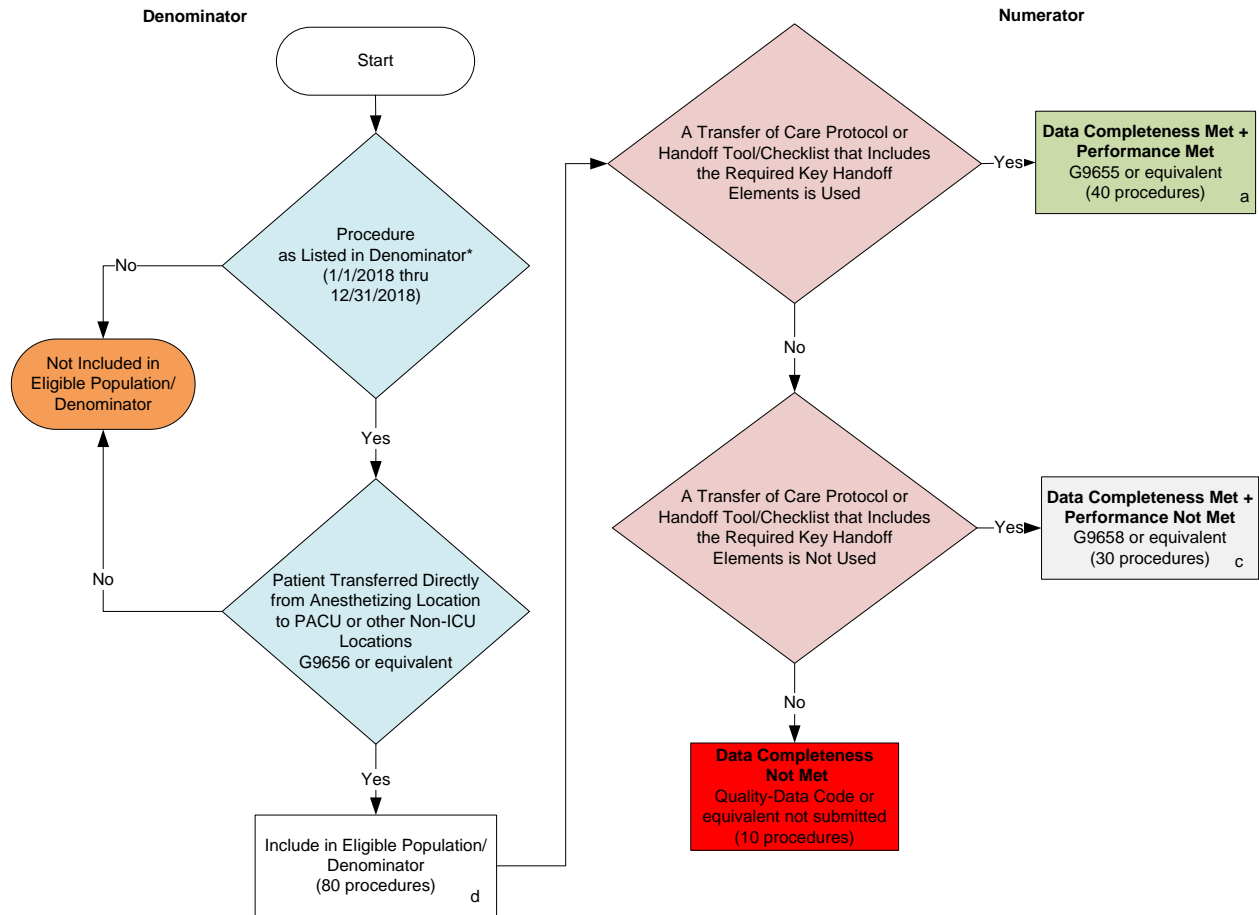 Denominator
Start
Procedure
as Listed in Denominator*
(1/1/2018 thru
12/31/2018)
No
Not Included in
Eligible Population/
Denominator
Yes
Patient Transferred Directly
from Anesthetizing Location
to PACU or other Non-ICU
Locations
G9656 or equivalent
No
Yes
Include in Eligible Population/
Denominator
(80 procedures)
d
Numerator
A Transfer of Care Protocol or
Handoff Tool/Checklist that Includes
the Required Key Handoff
Elements is Used
Yes
Data Completeness Met +
Performance Met
G9655 or equivalent
(40 procedures)
a
No
A Transfer of Care Protocol or
Handoff Tool/Checklist that Includes
the Required Key Handoff
Elements is Not Used
Yes
Data Completeness Met +
Performance Not Met
G9658 or equivalent
(30 procedures)
c
No
Data Completeness
Not Met
Quality-Data Code or
equivalent not submitted
(10 procedures)